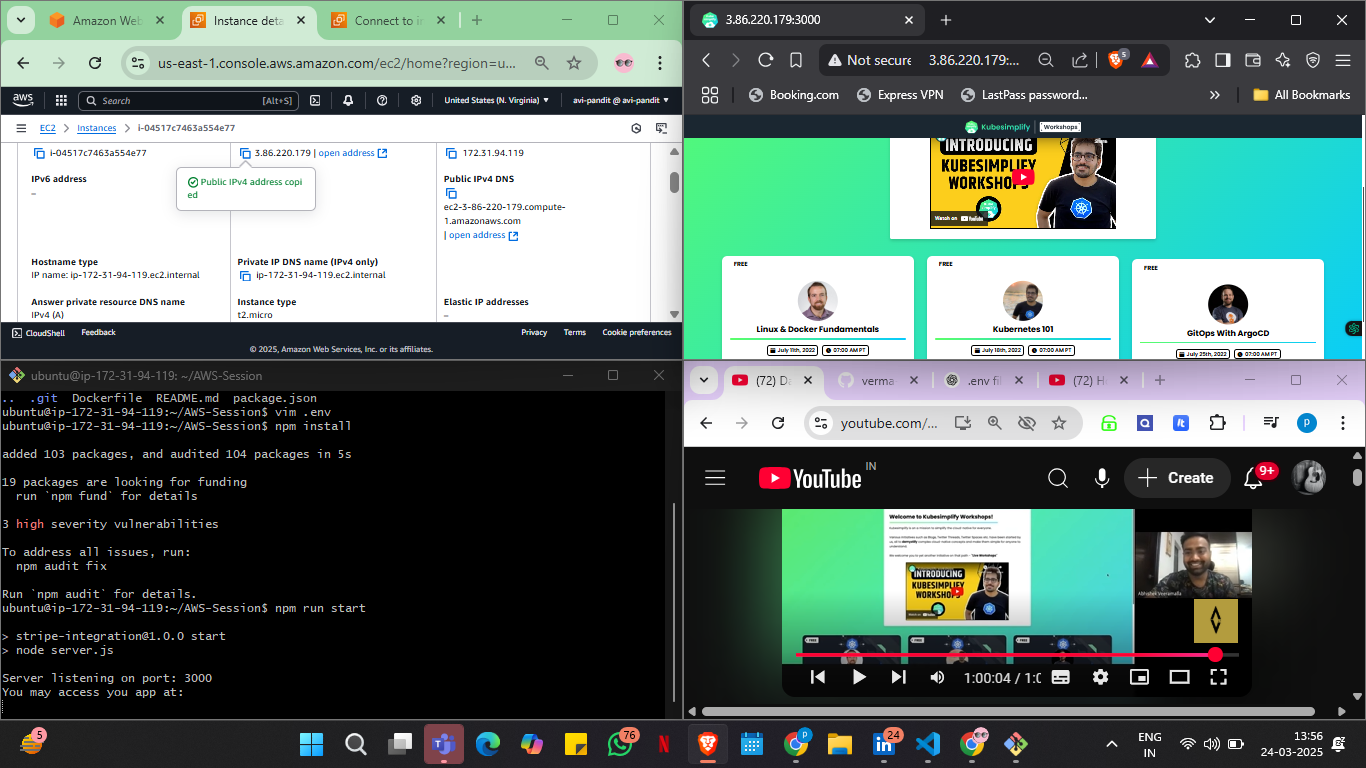 Amazon Web
Instance deta
Connect to in
us-east-1.console.aws.amazon.com/ec2/home?region=u...
aws
Search
[Alt+S]
United States (N. Virginia)
avi-pandit @ avi-pandit
EC2
Instances
i-04517c7463a554e77
i-04517c7463a554e77
3.86.220.179 | open address
172.31.94.119
Public IPv4 address copi
ed
IPv6 address
–
Public IPv4 DNS
ec2-3-86-220-179.compute-
1.amazonaws.com
| open address
Hostname type
IP name: ip-172-31-94-119.ec2.internal
Private IP DNS name (IPv4 only)
ip-172-31-94-119.ec2.internal
Answer private resource DNS name
IPv4 (A)
Instance type
t2.micro
Elastic IP addresses
–
CloudShell
Feedback
Privacy
Terms
Cookie preferences
© 2025, Amazon Web Services, Inc. or its affiliates.
3.86.220.179:3000
Not secure
3.86.220.179:...
5
Booking.com
Express VPN
LastPass password...
»
All Bookmarks
Kubesimplify
Workshops
INTRODUCING
KUBESIMPLIFY
WORKSHOPS
Watch on YouTube
FREE
Linux & Docker Fundamentals
July 11th, 2022
07:00 AM PT
FREE
Kubernetes 101
July 18th, 2022
07:00 AM PT
FREE
GitOps With ArgoCD
July 25th, 2022
07:00 AM PT
ubuntu@ip-172-31-94-119: ~/AWS-Session
.. .git Dockerfile README.md package.json
ubuntu@ip-172-31-94-119:~/AWS-Session$ vim .env
ubuntu@ip-172-31-94-119:~/AWS-Session$ npm install
added 103 packages, and audited 104 packages in 5s
19 packages are looking for funding
run `npm fund` for details
3 high severity vulnerabilities
To address all issues, run:
npm audit fix
Run `npm audit` for details.
ubuntu@ip-172-31-94-119:~/AWS-Session$ npm run start
> stripe-integration@1.0.0 start
> node server.js
Server listening on port: 3000
You may access you app at:
(72) Da
verma
.env fil
(72) Ho
youtube.com/...
p
YouTube
IN
Create
9+
Welcome to Kubesimplify Workshops!
INTRODUCING
KUBESIMPLIFY
WORKSHOPS
Abhishek Veeramalla
FREE
FREE
FREE
1:00:04 / 1:0
5
76
24
ENG
IN
13:56
24-03-2025